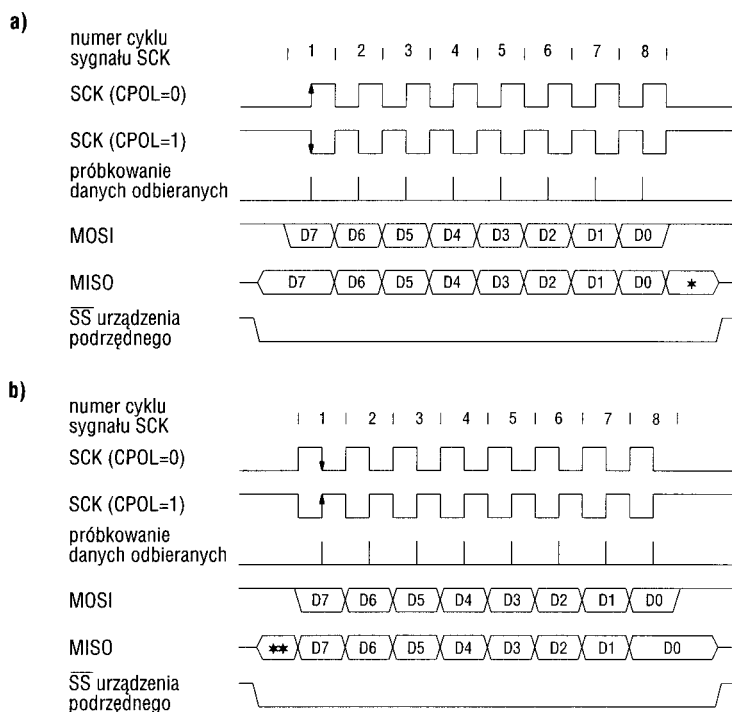 a)
numer cyklu
sygnału SCK
| 1 | 2 | 3 | 4 | 5 | 6 | 7 | 8 |
SCK (CPOL=0)
SCK (CPOL=1)
próbkowanie
danych odbieranych
MOSI D7 D6 D5 D4 D3 D2 D1 D0
MISO D7 D6 D5 D4 D3 D2 D1 D0 *
SS urządzenia
podrzędnego
b)
numer cyklu
sygnału SCK
| 1 | 2 | 3 | 4 | 5 | 6 | 7 | 8 |
SCK (CPOL=0)
SCK (CPOL=1)
próbkowanie
danych odbieranych
MOSI D7 D6 D5 D4 D3 D2 D1 D0
MISO ** D7 D6 D5 D4 D3 D2 D1 D0
SS urządzenia
podrzędnego